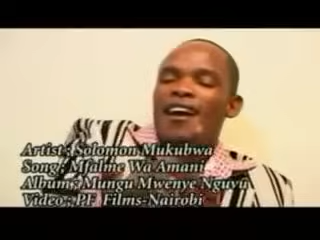 Artist ; Solomon Mukubwa
Song ; Mfalme Wa Amani
Album ; Mungu Mwenye Nguvu
Video ; PF Films-Nairobi